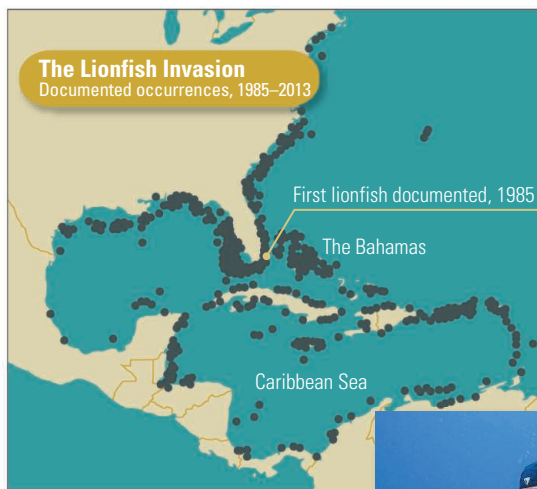 The Lionfish Invasion
Documented occurrences, 1985–2013
First lionfish documented, 1985
The Bahamas
Caribbean Sea